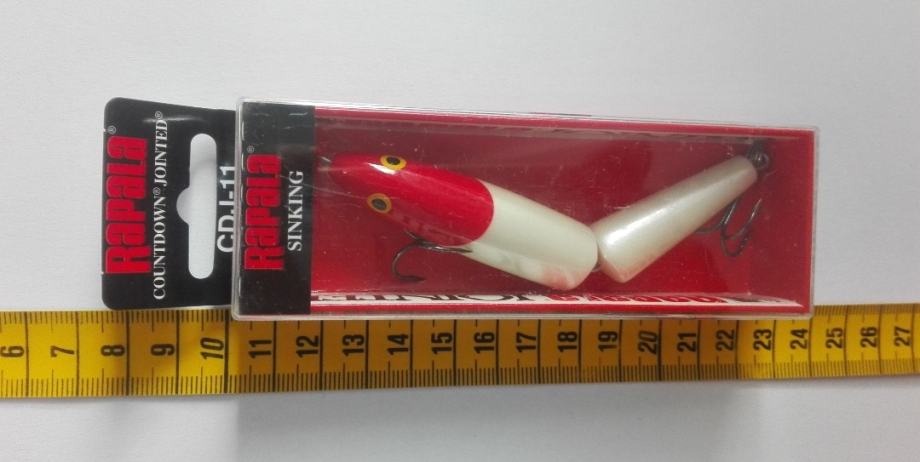 RAPALA®
COUNTDOWN® JOINTED®
CDJ-11
RAPALA®
SINKING
JOINTE
6 7 8 9 10 11 12 13 14 15 16 17 18 19 20 21 22 23 24 25 26 27